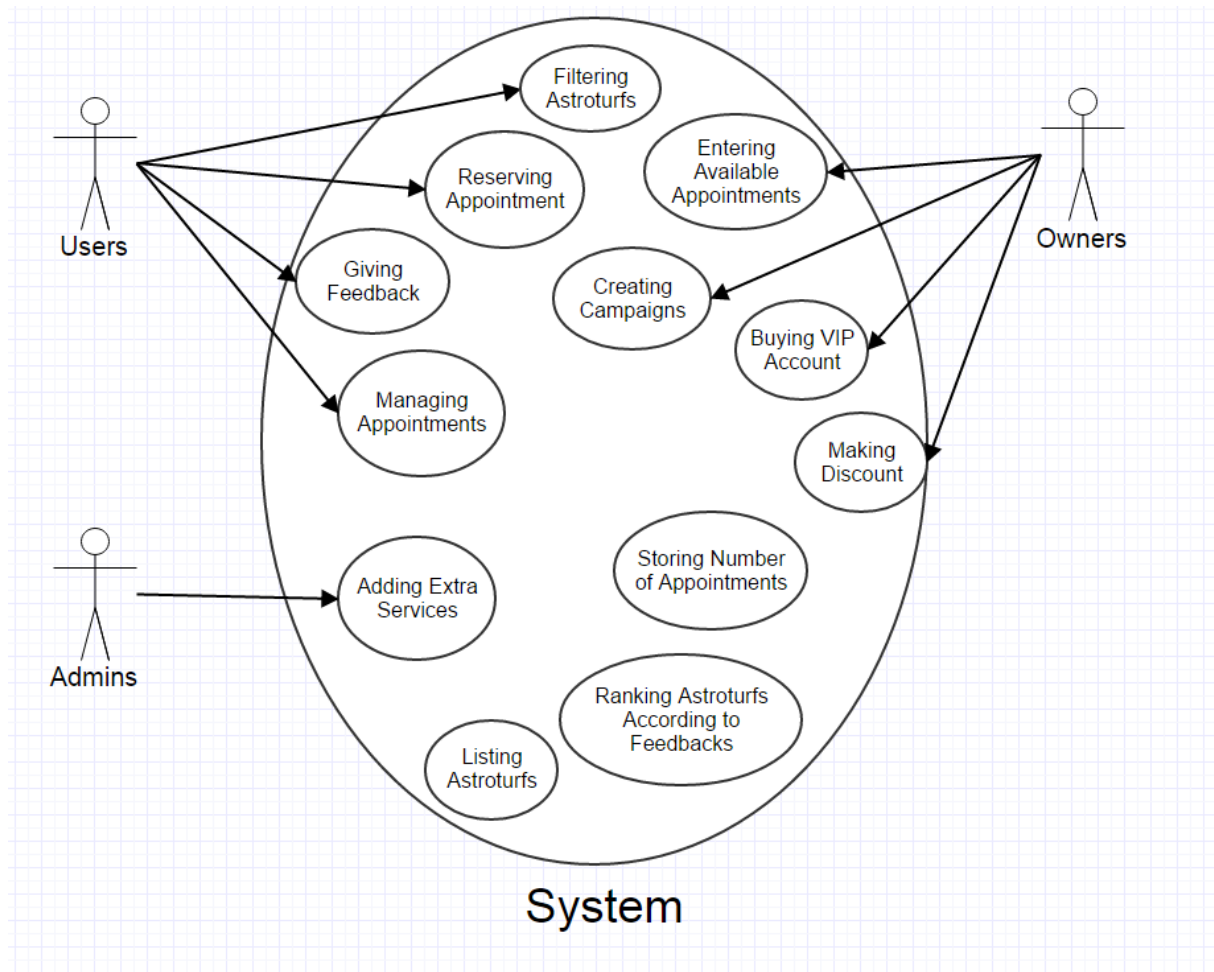 Filtering
Astroturfs
Entering
Available
Appointments
Reserving
Appointment
Users
Owners
Giving
Feedback
Creating
Campaigns
Buying VIP
Account
Managing
Appointments
Making
Discount
Storing Number
of Appointments
Adding Extra
Services
Admins
Ranking Astroturfs
According to
Feedbacks
Listing
Astroturfs
System